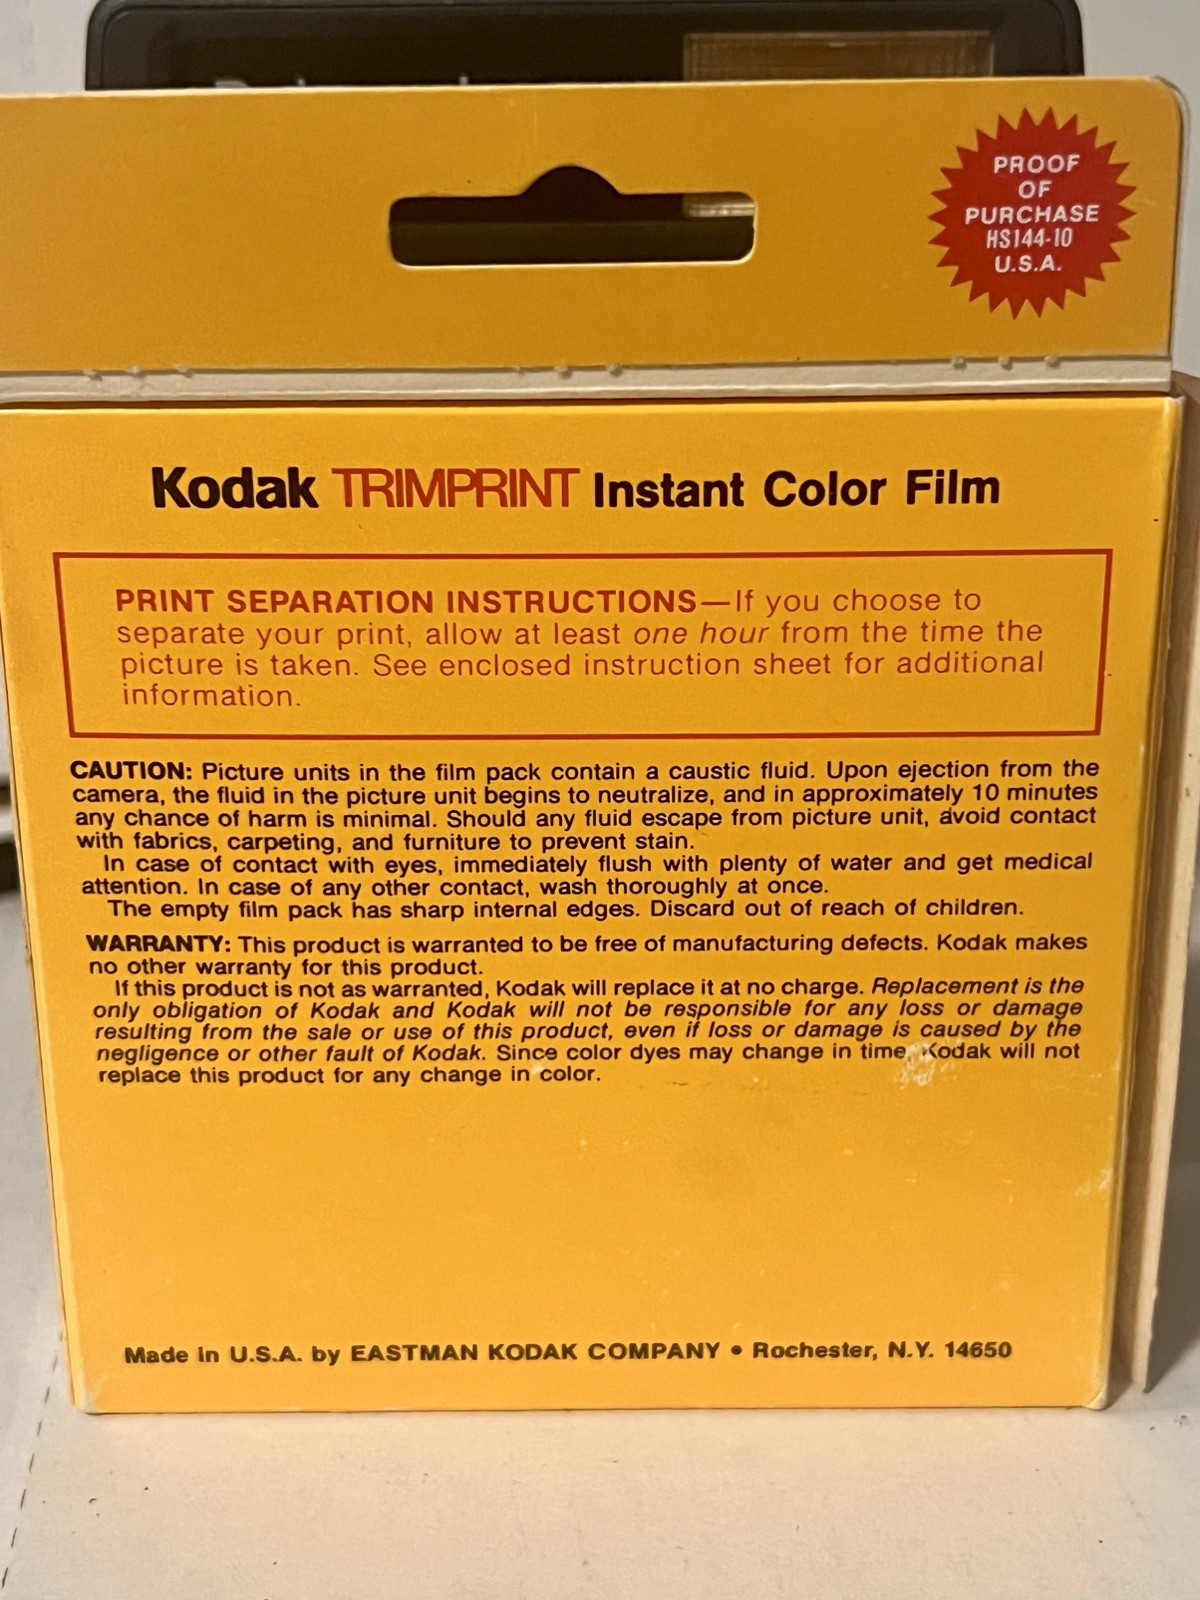 PROOF
OF
PURCHASE
HS144-10
U.S.A.
Kodak TRIMPRINT Instant Color Film
PRINT SEPARATION INSTRUCTIONS—If you choose to
separate your print, allow at least one hour from the time the
picture is taken. See enclosed instruction sheet for additional
information.
CAUTION: Picture units in the film pack contain a caustic fluid. Upon ejection from the
camera, the fluid in the picture unit begins to neutralize, and in approximately 10 minutes
any chance of harm is minimal. Should any fluid escape from picture unit, avoid contact
with fabrics, carpeting, and furniture to prevent stain.
In case of contact with eyes, immediately flush with plenty of water and get medical
attention. In case of any other contact, wash thoroughly at once.
The empty film pack has sharp internal edges. Discard out of reach of children.
WARRANTY: This product is warranted to be free of manufacturing defects. Kodak makes
no other warranty for this product.
If this product is not as warranted, Kodak will replace it at no charge. Replacement is the
only obligation of Kodak and Kodak will not be responsible for any loss or damage
resulting from the sale or use of this product, even if loss or damage is caused by the
negligence or other fault of Kodak. Since color dyes may change in time, Kodak will not
replace this product for any change in color.
Made in U.S.A. by EASTMAN KODAK COMPANY • Rochester, N.Y. 14650